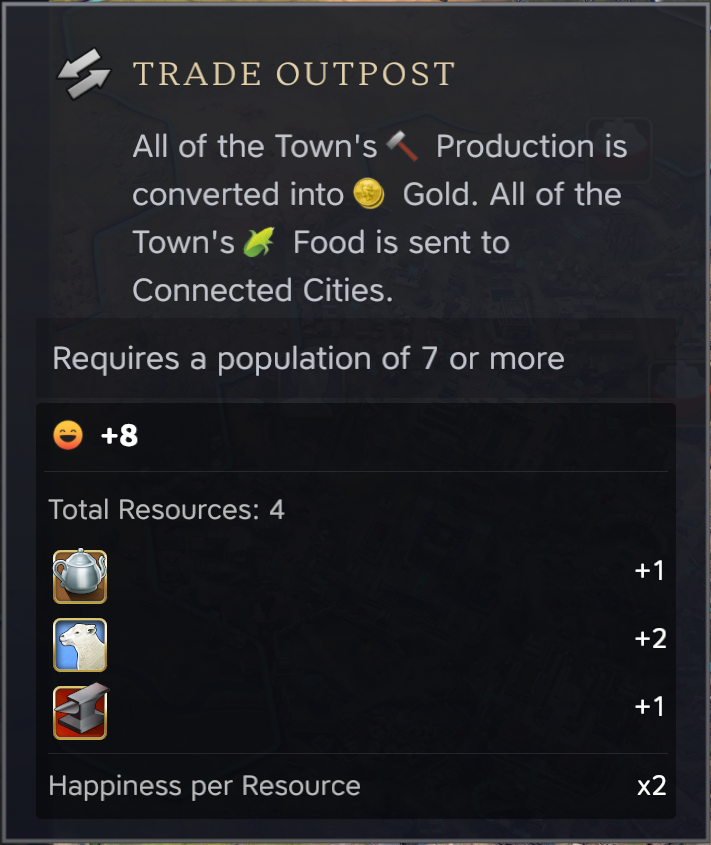 TRADE OUTPOST
All of the Town's Production is
converted into Gold. All of the
Town's Food is sent to
Connected Cities.
Requires a population of 7 or more
+8
Total Resources: 4
+1
+2
+1
Happiness per Resource x2